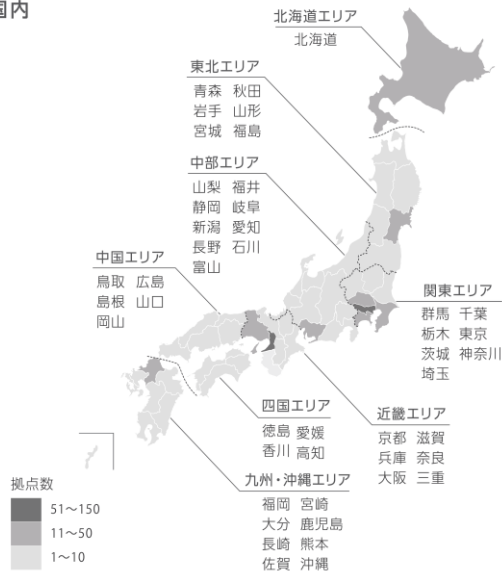 国内
北海道エリア
北海道
東北エリア
青森 秋田
岩手 山形
宮城 福島
中部エリア
山梨 福井
静岡 岐阜
新潟 愛知
長野 石川
富山
中国エリア
鳥取 広島
島根 山口
岡山
関東エリア
群馬 千葉
栃木 東京
茨城 神奈川
埼玉
四国エリア
徳島 愛媛
香川 高知
近畿エリア
京都 滋賀
兵庫 奈良
大阪 三重
九州・沖縄エリア
福岡 宮崎
大分 鹿児島
長崎 熊本
佐賀 沖縄
拠点数
51〜150
11〜50
1〜10